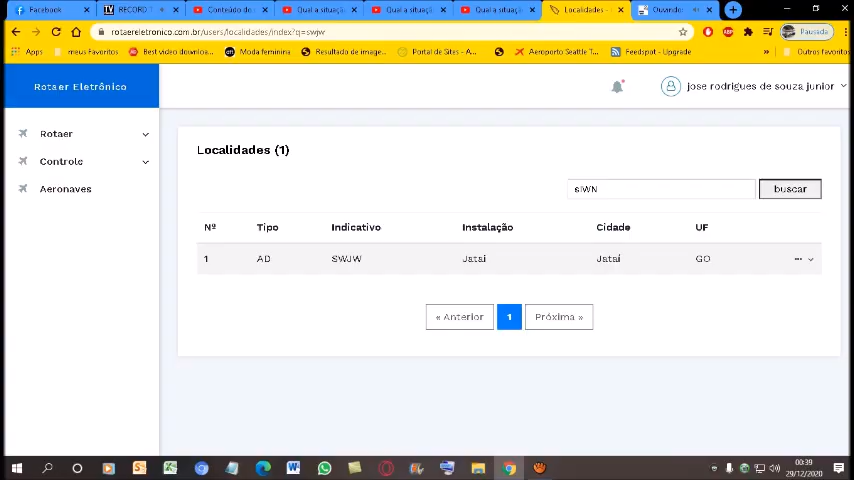 Facebook
RECORD T
Conteúdo do
Qual a situaçã
Qual a situaçã
Qual a situaçã
Localidades -
Ouvindo:
rotaereletronico.com.br/users/localidades/index?q=swjw
Pausada
Apps
meus Favoritos
Best video downloa...
Moda feminina
Resultado de image...
Portal de Sites - A...
Aeroporto Seattle T...
Feedspot - Upgrade
»
Outros favoritos
Rotaer Eletrônico
jose rodrigues de souza junior
Rotaer
Controle
Aeronaves
Localidades (1)
sIWN
buscar
Nº Tipo Indicativo Instalação Cidade UF
1 AD SWJW Jataí Jataí GO
« Anterior 1 Próxima »
00:39
29/12/2020